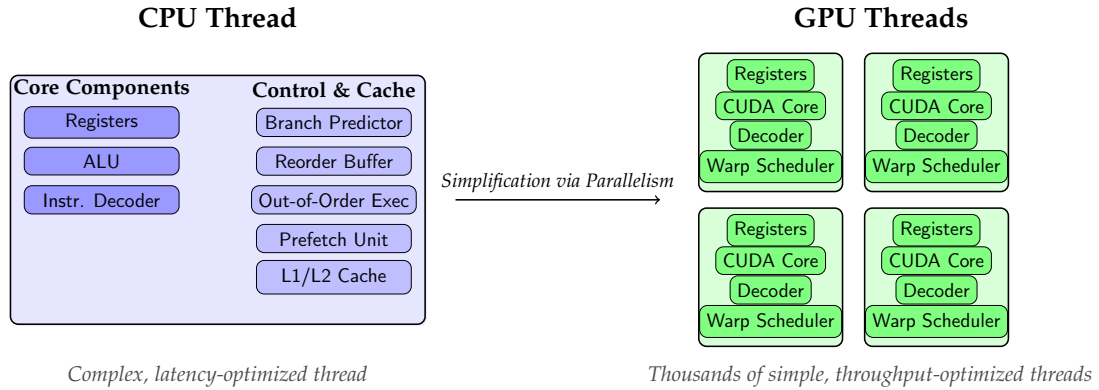 CPU Thread
GPU Threads
Core Components
Registers
ALU
Instr. Decoder
Control & Cache
Branch Predictor
Reorder Buffer
Out-of-Order Exec
Prefetch Unit
L1/L2 Cache
Simplification via Parallelism
Registers
CUDA Core
Decoder
Warp Scheduler
Registers
CUDA Core
Decoder
Warp Scheduler
Registers
CUDA Core
Decoder
Warp Scheduler
Registers
CUDA Core
Decoder
Warp Scheduler
Complex, latency-optimized thread
Thousands of simple, throughput-optimized threads